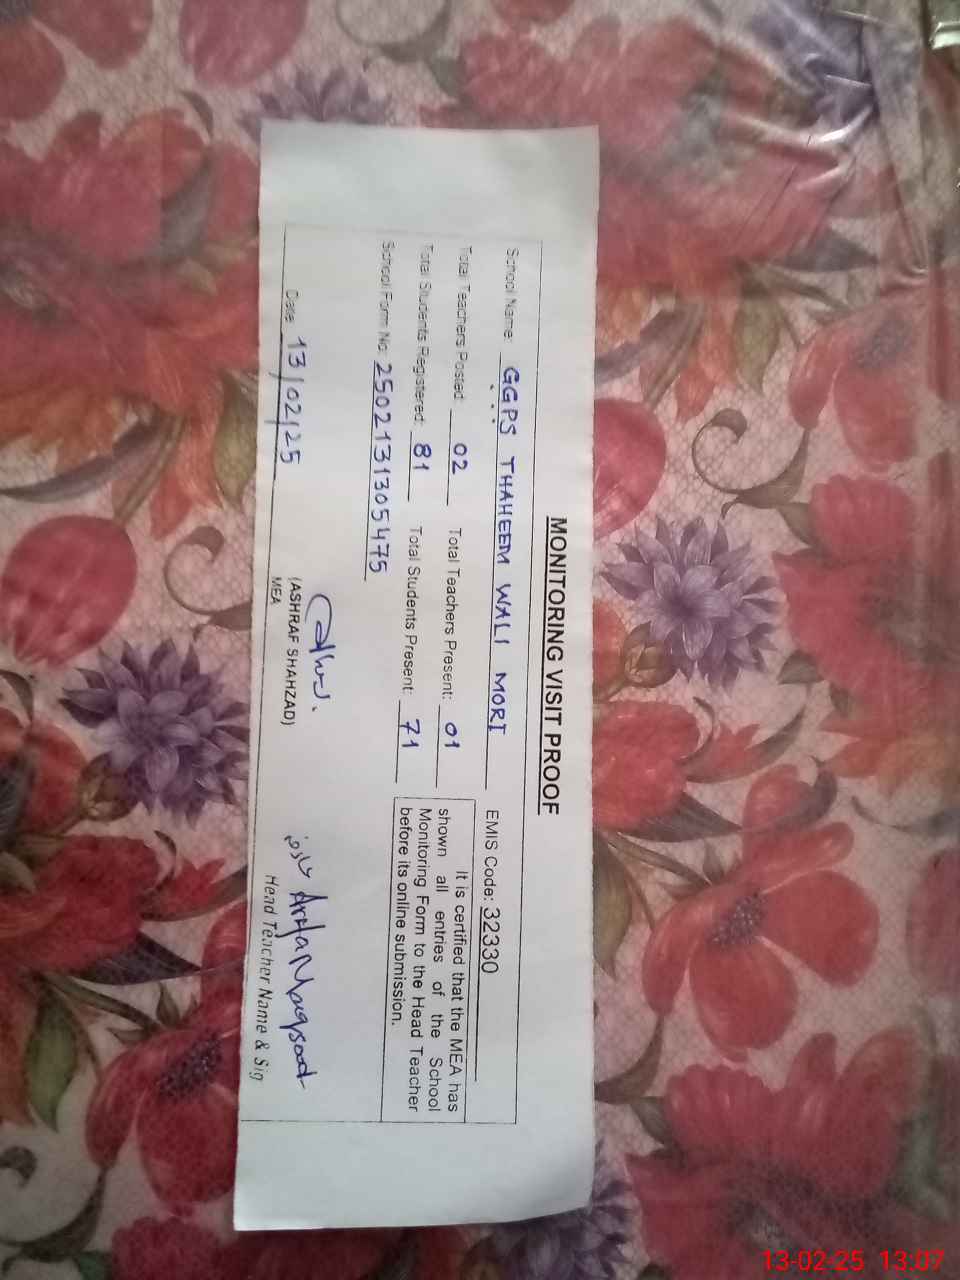 MONITORING VISIT PROOF
School Name: GGPS THAHEEM WALI MORI EMIS Code: 32330
Total Teachers Posted: 02 Total Teachers Present: 01
Total Students Registered: 81 Total Students Present: 71
School Form No: 2502131305475
It is certified that the MEA has
shown all entries of the School
Monitoring Form to the Head Teacher
before its online submission.
Date: 13/02/25
(ASHRAF SHAHZAD)
MEA
Head Teacher Name & Sig
13-02-25 13:07